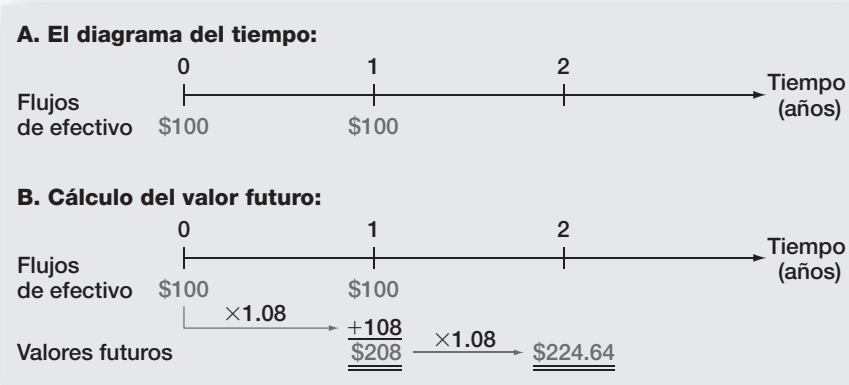 A. El diagrama del tiempo:
0 1 2
Tiempo
(años)
Flujos
de efectivo $100 $100
B. Cálculo del valor futuro:
0 1 2
Tiempo
(años)
Flujos
de efectivo $100 $100
×1.08
+108
×1.08
Valores futuros $208 $224.64